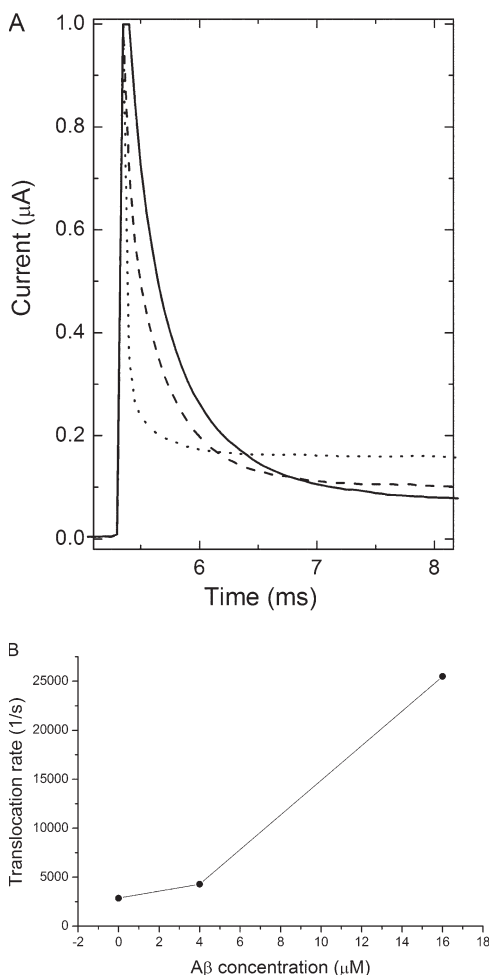 A
1.0
0.8
0.6
0.4
0.2
0.0
Current (μA)
6 7 8
Time (ms)
B
25000
20000
15000
10000
5000
0
Translocation rate (1/s)
-2 0 2 4 6 8 10 12 14 16 18
Aβ concentration (μM)